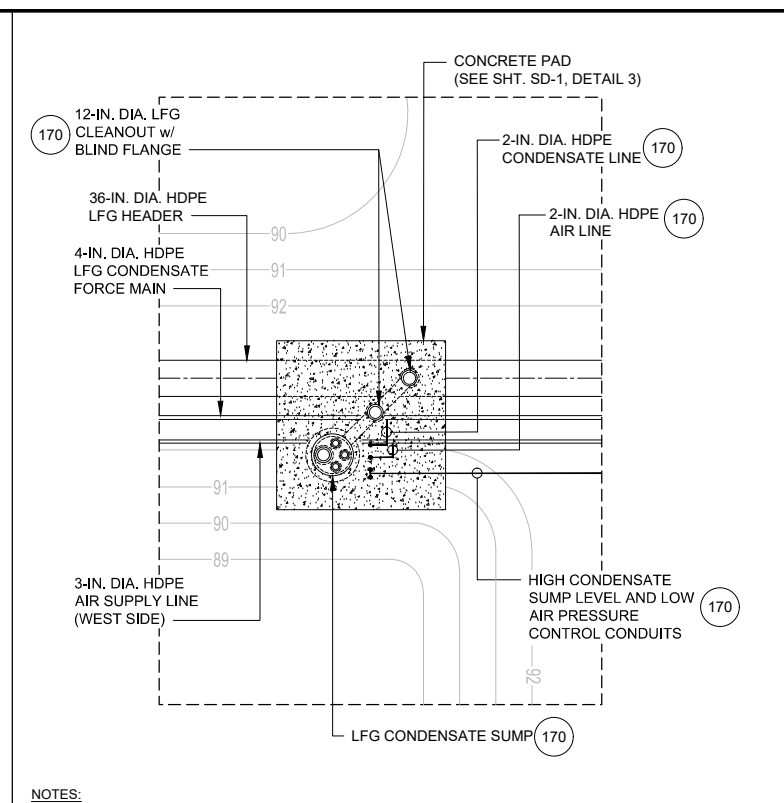 CONCRETE PAD
(SEE SHT. SD-1, DETAIL 3)
12-IN. DIA. LFG
CLEANOUT w/
BLIND FLANGE
170
2-IN. DIA. HDPE
CONDENSATE LINE
170
36-IN. DIA. HDPE
LFG HEADER
2-IN. DIA. HDPE
AIR LINE
170
4-IN. DIA. HDPE
LFG CONDENSATE
FORCE MAIN
90
91
92
91
90
89
3-IN. DIA. HDPE
AIR SUPPLY LINE
(WEST SIDE)
HIGH CONDENSATE
SUMP LEVEL AND LOW
AIR PRESSURE
CONTROL CONDUITS
170
92
LFG CONDENSATE SUMP
170
NOTES: